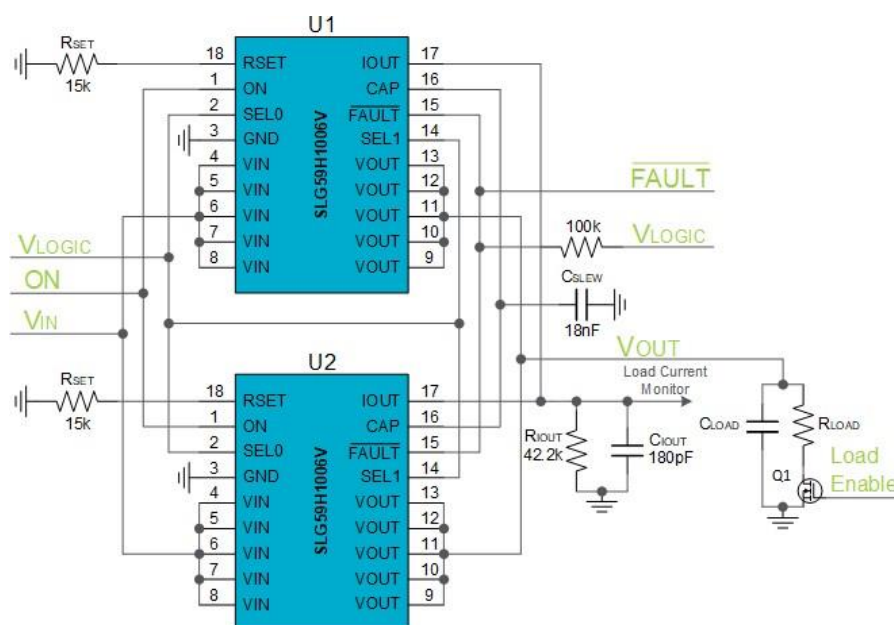 U1
RSET
15k
18 RSET
1 ON
2 SEL0
3 GND
4 VIN
5 VIN
6 VIN
7 VIN
8 VIN
SLG59H1006V
IOUT 17
CAP 16
FAULT 15
SEL1 14
VOUT 13
VOUT 12
VOUT 11
VOUT 10
VOUT 9
FAULT
100k
VLOGIC
CSLEW
18nF
VLOGIC
ON
VIN
VOUT
Load Current
Monitor
U2
RSET
15k
18 RSET
1 ON
2 SEL0
3 GND
4 VIN
5 VIN
6 VIN
7 VIN
8 VIN
SLG59H1006V
IOUT 17
CAP 16
FAULT 15
SEL1 14
VOUT 13
VOUT 12
VOUT 11
VOUT 10
VOUT 9
RIOUT
42.2k
CIOUT
180pF
CLOAD
RLOAD
Q1
Load
Enable